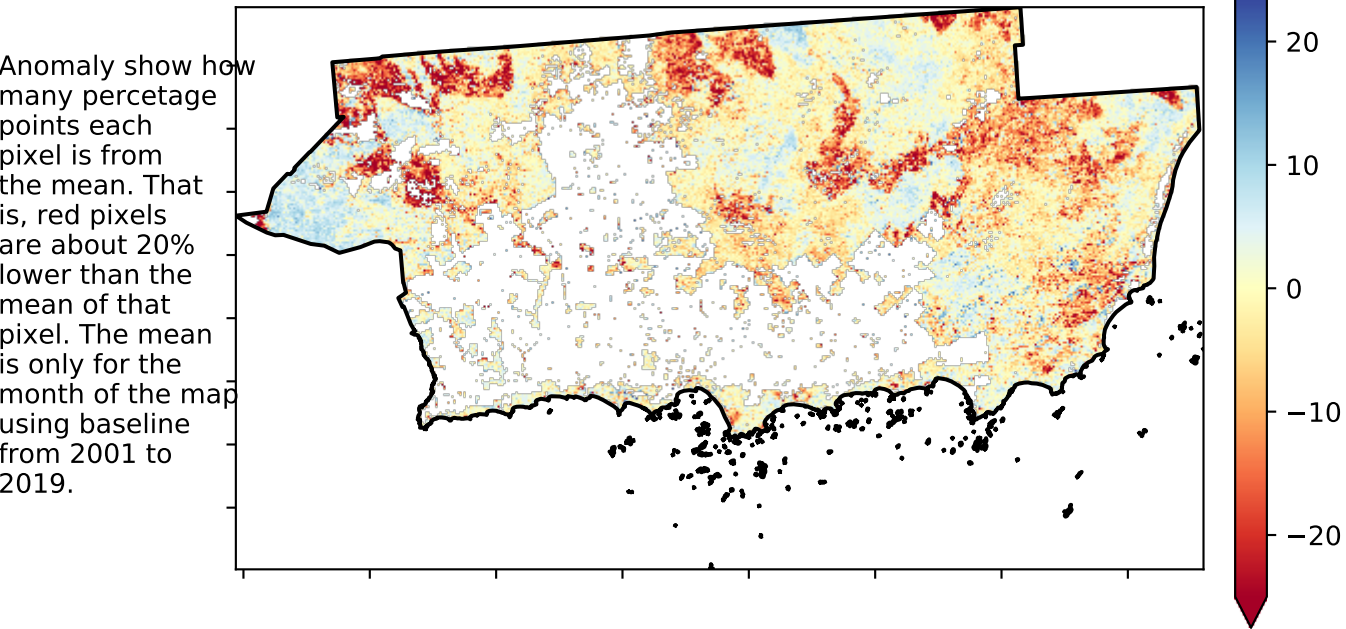 Anomaly show how
many percetage
points each
pixel is from
the mean. That
is, red pixels
are about 20%
lower than the
mean of that
pixel. The mean
is only for the
month of the map
using baseline
from 2001 to
2019.
20
10
0
−10
−20